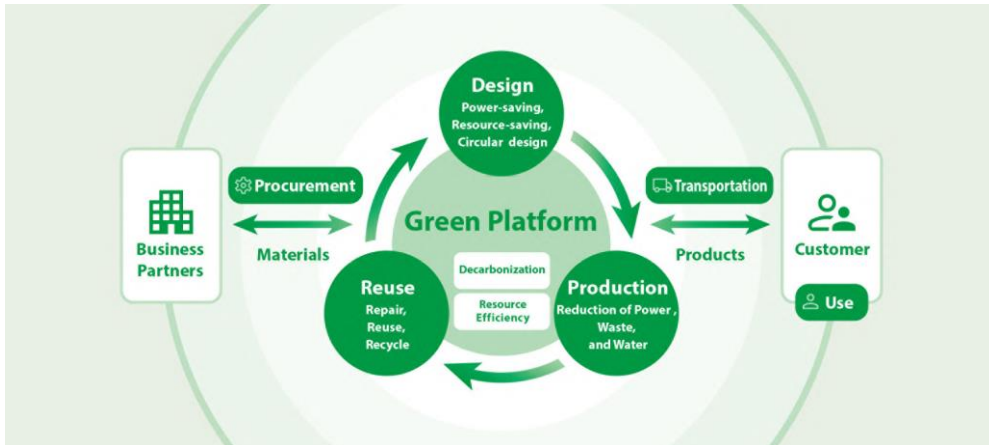 Design
Power-saving,
Resource-saving,
Circular design
Procurement
Materials
Business
Partners
Green Platform
Decarbonization
Resource
Efficiency
Transportation
Products
Customer
Use
Reuse
Repair,
Reuse,
Recycle
Production
Reduction of Power ,
Waste,
and Water